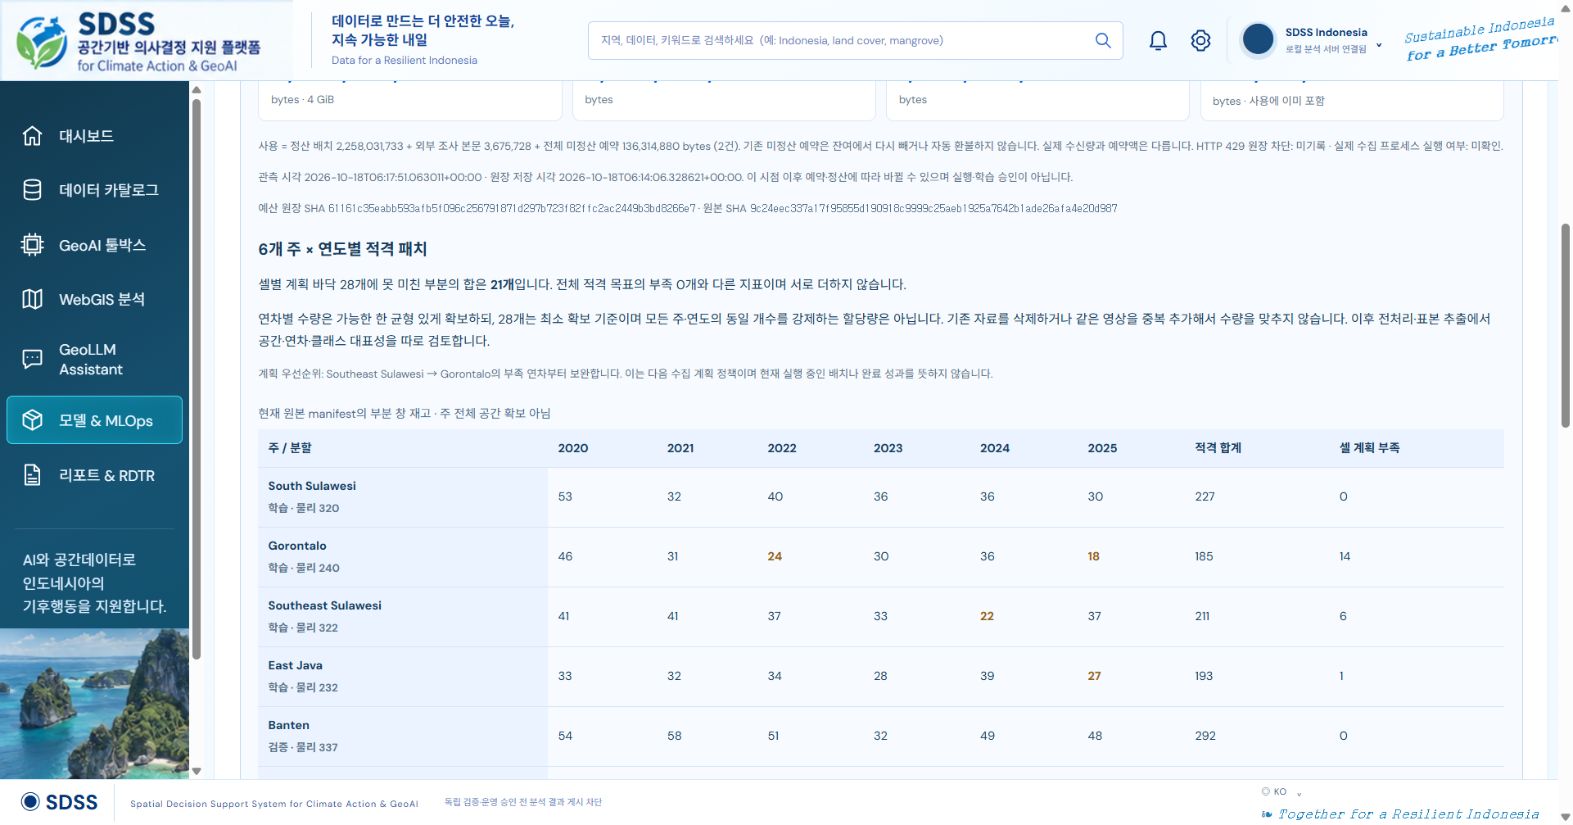 SDSS
공간기반 의사결정 지원 플랫폼
for Climate Action & GeoAI
데이터로 만드는 더 안전한 오늘,
지속 가능한 내일
Data for a Resilient Indonesia
지역, 데이터, 키워드로 검색하세요 (예: Indonesia, land cover, mangrove)
SDSS Indonesia
로컬 분석 서버 연결됨
Sustainable Indonesia
for a Better Tomorr
대시보드
데이터 카탈로그
GeoAI 툴박스
WebGIS 분석
GeoLLM
Assistant
모델 & MLOps
리포트 & RDTR
AI와 공간데이터로
인도네시아의
기후행동을 지원합니다.
bytes · 4 GiB
bytes
bytes
bytes · 사용에 이미 포함
사용 = 정산 배치 2,258,031,733 + 외부 조사 본문 3,675,728 + 전체 미정산 예약 136,314,880 bytes (2건). 기존 미정산 예약은 잔여에서 다시 빼거나 자동 환불하지 않습니다. 실제 수신량과 예약액은 다릅니다. HTTP 429 원장 차단: 미기록 · 실제 수집 프로세스 실행 여부: 미확인.
관측 시각 2026-10-18T06:17:51.063011+00:00 · 원장 저장 시각 2026-10-18T06:14:06.328621+00:00. 이 시점 이후 예약·정산에 따라 바뀔 수 있으며 실행·학습 승인이 아닙니다.
예산 원장 SHA 61161c35eabb593afb5f096c256791871d297b723f82ffc2ac2449b3bd8266e7 · 원본 SHA 9c24eec337a17f95855d190918c9999c25aeb1925a7642b1ade26afa4e20d987
6개 주 × 연도별 적격 패치
셀별 계획 바닥 28개에 못 미친 부분의 합은 21개입니다. 전체 적격 목표의 부족 0개와 다른 지표이며 서로 더하지 않습니다.
연차별 수량은 가능한 한 균형 있게 확보하되, 28개는 최소 확보 기준이며 모든 주·연도의 동일 개수를 강제하는 할당량은 아닙니다. 기존 자료를 삭제하거나 같은 영상을 중복 추가해서 수량을 맞추지 않습니다. 이후 전처리·표본 추출에서
공간·연차·클래스 대표성을 따로 검토합니다.
계획 우선순위: Southeast Sulawesi → Gorontalo의 부족 연차부터 보완합니다. 이는 다음 수집 계획 정책이며 현재 실행 중인 배치나 완료 성과를 뜻하지 않습니다.
현재 원본 manifest의 부분 창 재고 · 주 전체 공간 확보 아님
주 / 분할 2020 2021 2022 2023 2024 2025 적격 합계 셀 계획 부족
South Sulawesi
학습 · 물리 320
53 32 40 36 36 30 227 0
Gorontalo
학습 · 물리 240
46 31 24 30 36 18 185 14
Southeast Sulawesi
학습 · 물리 322
41 41 37 33 22 37 211 6
East Java
학습 · 물리 232
33 32 34 28 39 27 193 1
Banten
검증 · 물리 337
54 58 51 32 49 48 292 0
SDSS
Spatial Decision Support System for Climate Action & GeoAI
독립 검증·운영 승인 전 분석 결과 게시 차단
KO
Together for a Resilient Indonesia